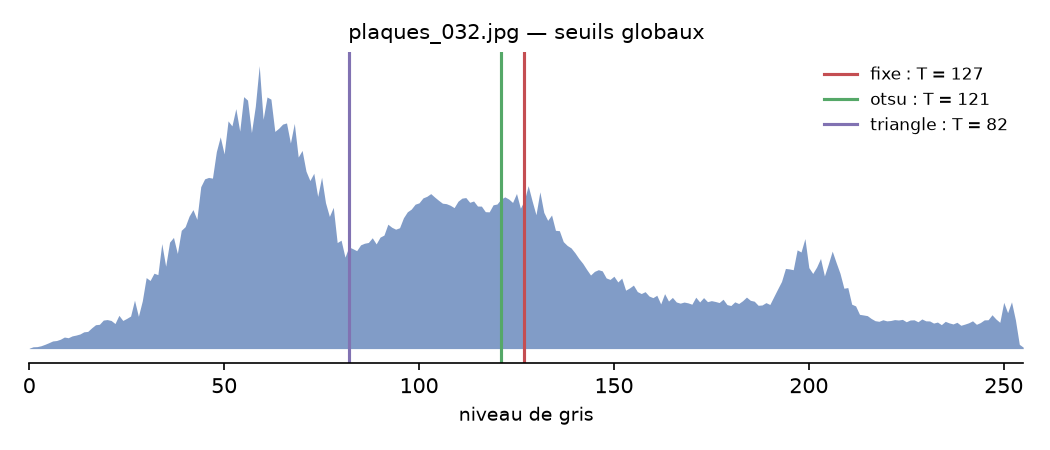 plaques_032.jpg — seuils globaux
fixe : T = 127
otsu : T = 121
triangle : T = 82
0 50 100 150 200 250
niveau de gris